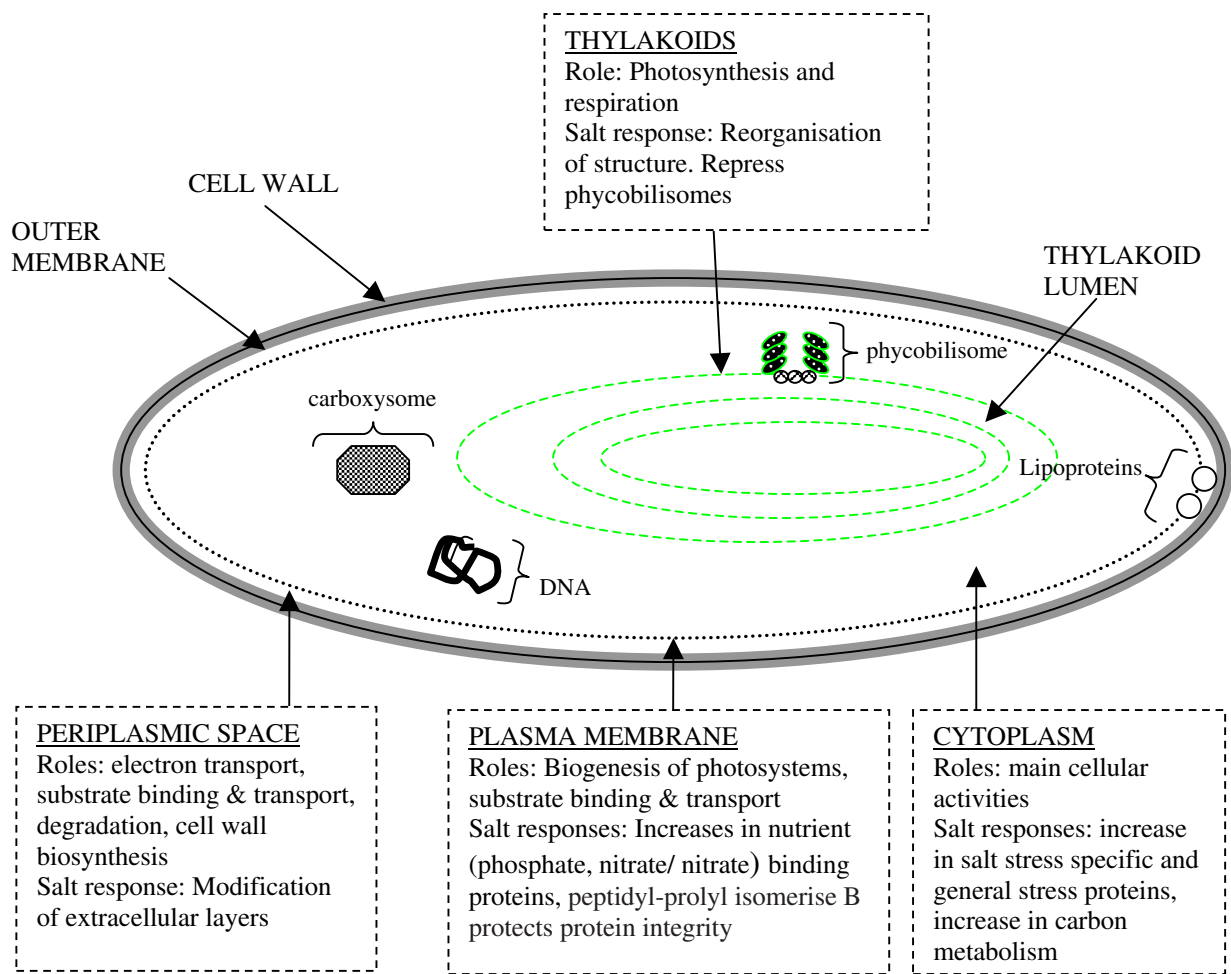 THYLAKOIDS
Role: Photosynthesis and
respiration
Salt response: Reorganisation
of structure. Repress
phycobilisomes
CELL WALL
OUTER
MEMBRANE
THYLAKOID
LUMEN
phycobilisome
carboxysome
Lipoproteins
DNA
PERIPLASMIC SPACE
Roles: electron transport,
substrate binding & transport,
degradation, cell wall
biosynthesis
Salt response: Modification
of extracellular layers
PLASMA MEMBRANE
Roles: Biogenesis of photosystems,
substrate binding & transport
Salt responses: Increases in nutrient
(phosphate, nitrate/ nitrate) binding
proteins, peptidyl-prolyl isomerise B
protects protein integrity
CYTOPLASM
Roles: main cellular
activities
Salt responses: increase
in salt stress specific and
general stress proteins,
increase in carbon
metabolism